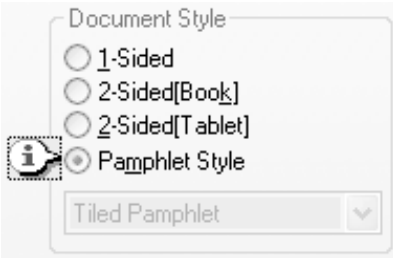 Document Style
1-Sided
2-Sided[Book]
2-Sided[Tablet]
Pamphlet Style
Tiled Pamphlet